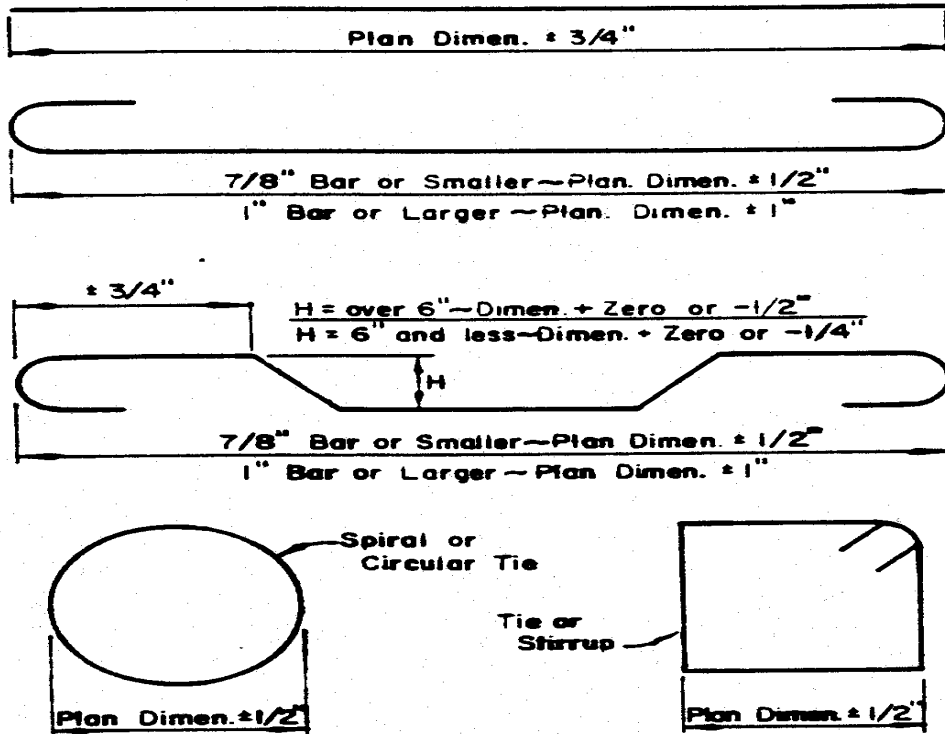 Plan Dimen. ± 3/4"
7/8" Bar or Smaller~Plan. Dimen. ± 1/2"
1" Bar or Larger ~Plan. Dimen. ± 1"
± 3/4"
H = over 6"~Dimen. + Zero or -1/2"
H = 6" and less~Dimen. + Zero or -1/4"
H
7/8" Bar or Smaller~Plan Dimen. ± 1/2"
1" Bar or Larger ~ Plan Dimen. ± 1"
Spiral or
Circular Tie
Tie or
Stirrup
Plan Dimen. ± 1/2"
Plan Dimen. ± 1/2"